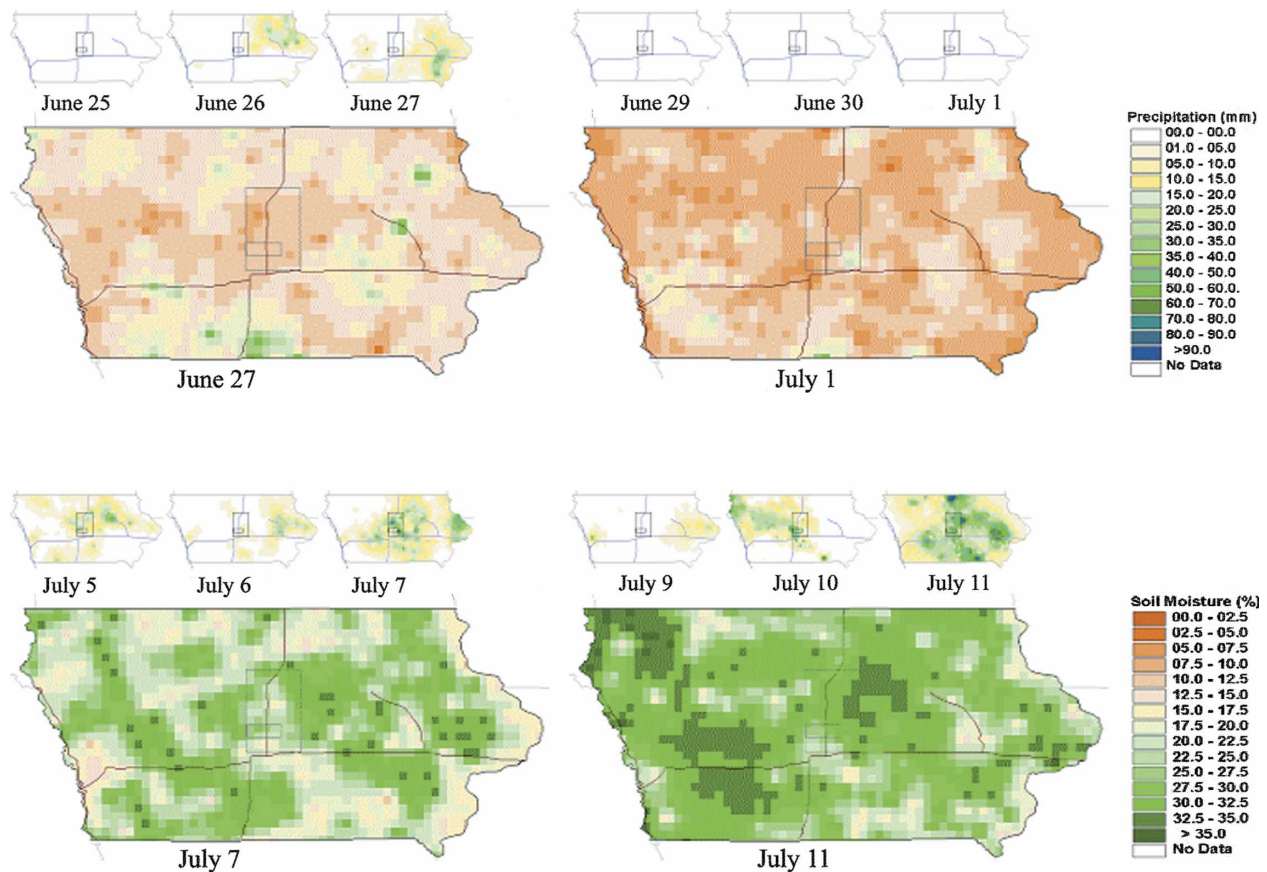 June 25
June 26
June 27
June 29
June 30
July 1
June 27
July 1
Precipitation (mm)
00.0 - 00.0
01.0 - 05.0
05.0 - 10.0
10.0 - 15.0
15.0 - 20.0
20.0 - 25.0
25.0 - 30.0
30.0 - 35.0
35.0 - 40.0
40.0 - 50.0
50.0 - 60.0.
60.0 - 70.0
70.0 - 80.0
80.0 - 90.0
>90.0
No Data
July 5
July 6
July 7
July 9
July 10
July 11
July 7
July 11
Soil Moisture (%)
00.0 - 02.5
02.5 - 05.0
05.0 - 07.5
07.5 - 10.0
10.0 - 12.5
12.5 - 15.0
15.0 - 17.5
17.5 - 20.0
20.0 - 22.5
22.5 - 25.0
25.0 - 27.5
27.5 - 30.0
30.0 - 32.5
32.5 - 35.0
> 35.0
No Data